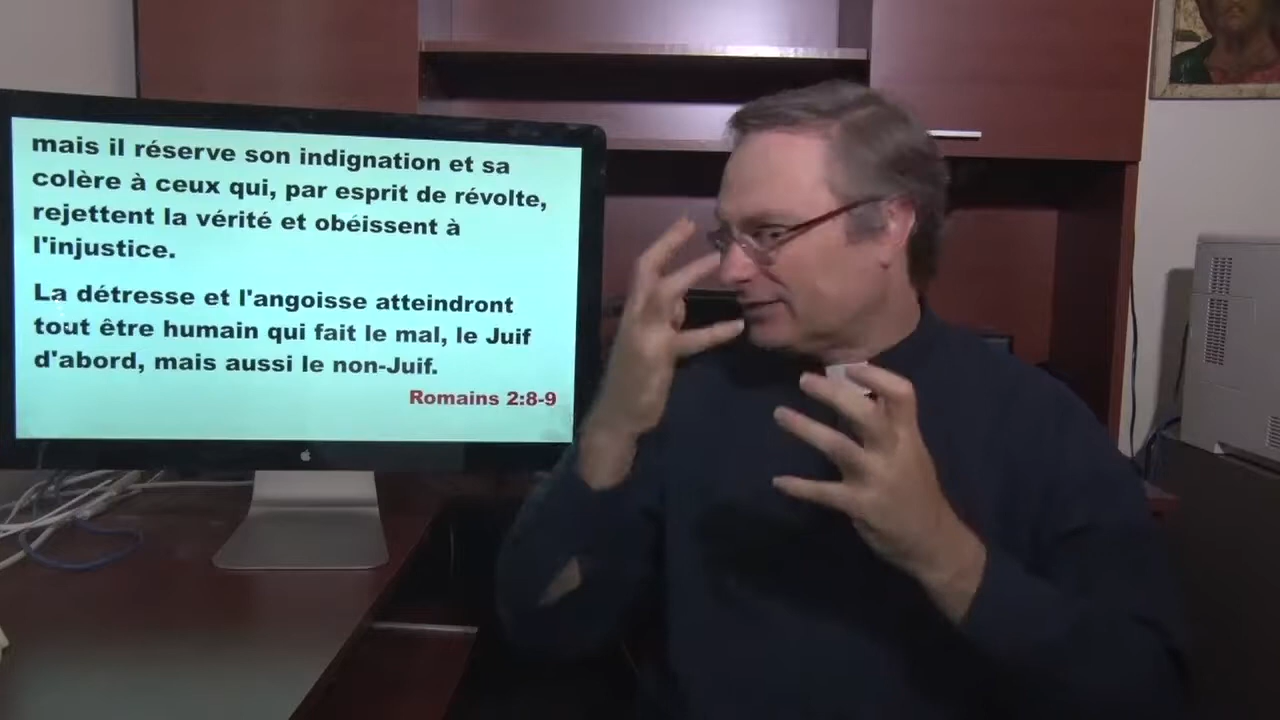 mais il réserve son indignation et sa
colère à ceux qui, par esprit de révolte,
rejettent la vérité et obéissent à
l'injustice.
La détresse et l'angoisse atteindront
tout être humain qui fait le mal, le Juif
d'abord, mais aussi le non-Juif.
Romains 2:8-9